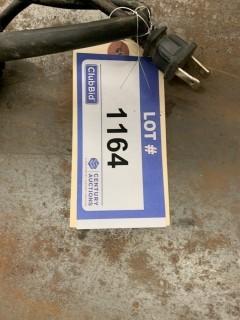 LOT #
1164
ClubBid
CENTURY
AUCTIONS